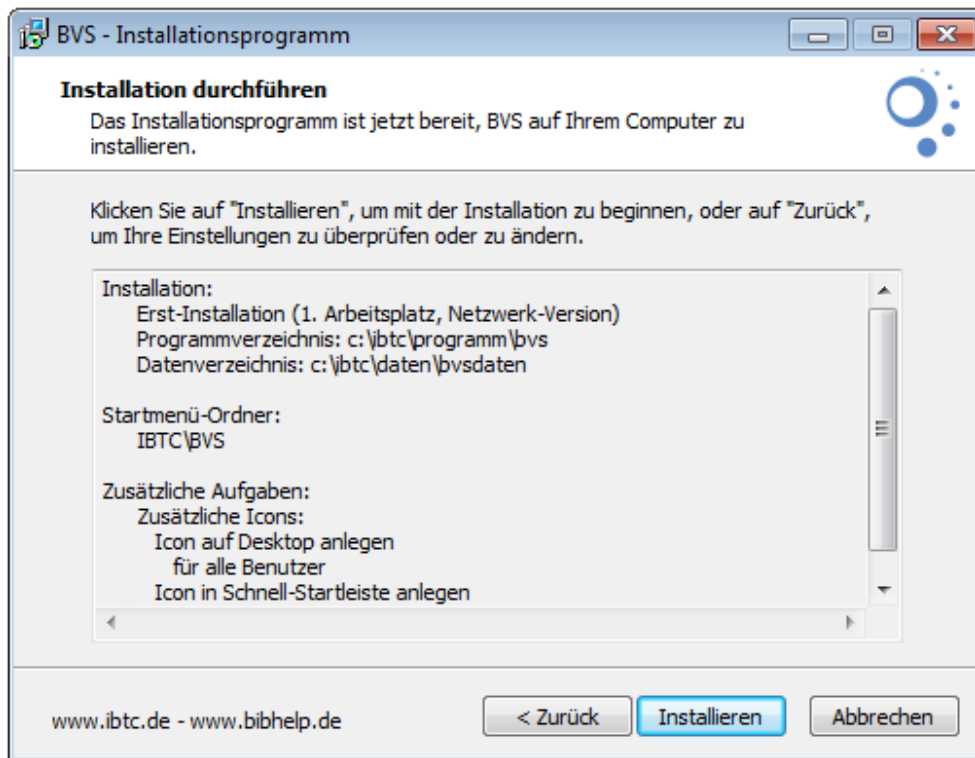 BVS - Installationsprogramm
Installation durchführen
Das Installationsprogramm ist jetzt bereit, BVS auf Ihrem Computer zu
installieren.
Klicken Sie auf "Installieren", um mit der Installation zu beginnen, oder auf "Zurück",
um Ihre Einstellungen zu überprüfen oder zu ändern.
Installation:
Erst-Installation (1. Arbeitsplatz, Netzwerk-Version)
Programmverzeichnis: c:\ibtc\programm\bvs
Datenverzeichnis: c:\ibtc\daten\bvsdaten
Startmenü-Ordner:
IBTC\BVS
Zusätzliche Aufgaben:
Zusätzliche Icons:
Icon auf Desktop anlegen
für alle Benutzer
Icon in Schnell-Startleiste anlegen
www.ibtc.de - www.bibhelp.de
< Zurück
Installieren
Abbrechen